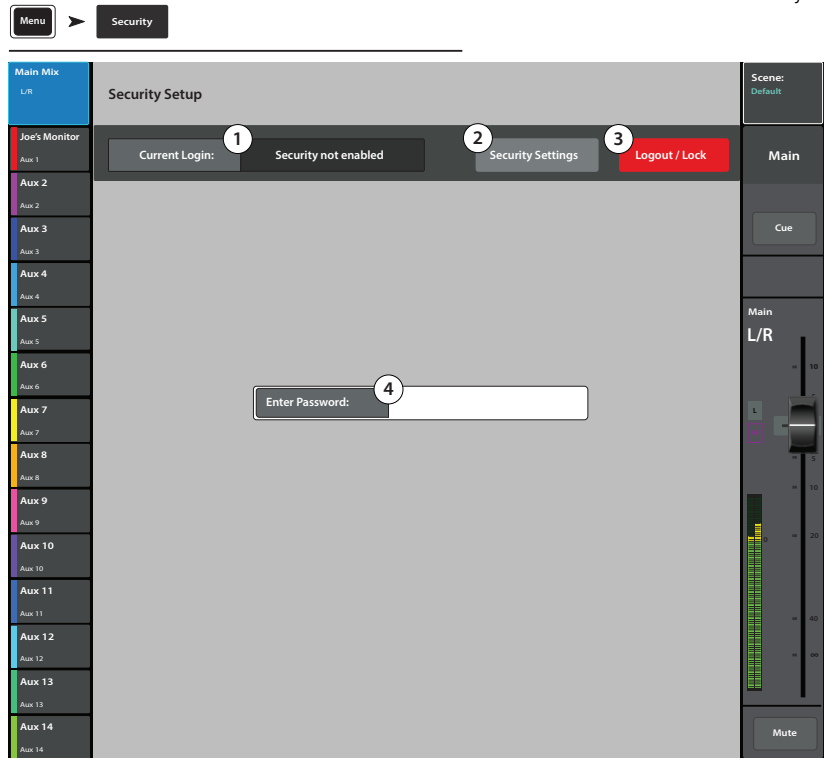 Menu
Security
Main Mix
L/R
Security Setup
Scene:
Default
Joe's Monitor
Aux 1
1
Current Login:
Security not enabled
2
Security Settings
3
Logout / Lock
Main
Aux 2
Aux 2
Aux 3
Aux 3
Cue
Aux 4
Aux 4
Aux 5
Aux 5
Main
L/R
Aux 6
Aux 6
10
4
Enter Password:
Aux 7
Aux 7
L
Aux 8
Aux 8
5
10
Aux 9
Aux 9
0
20
Aux 10
Aux 10
Aux 11
Aux 11
40
Aux 12
Aux 12
∞
Aux 13
Aux 13
Aux 14
Aux 14
Mute